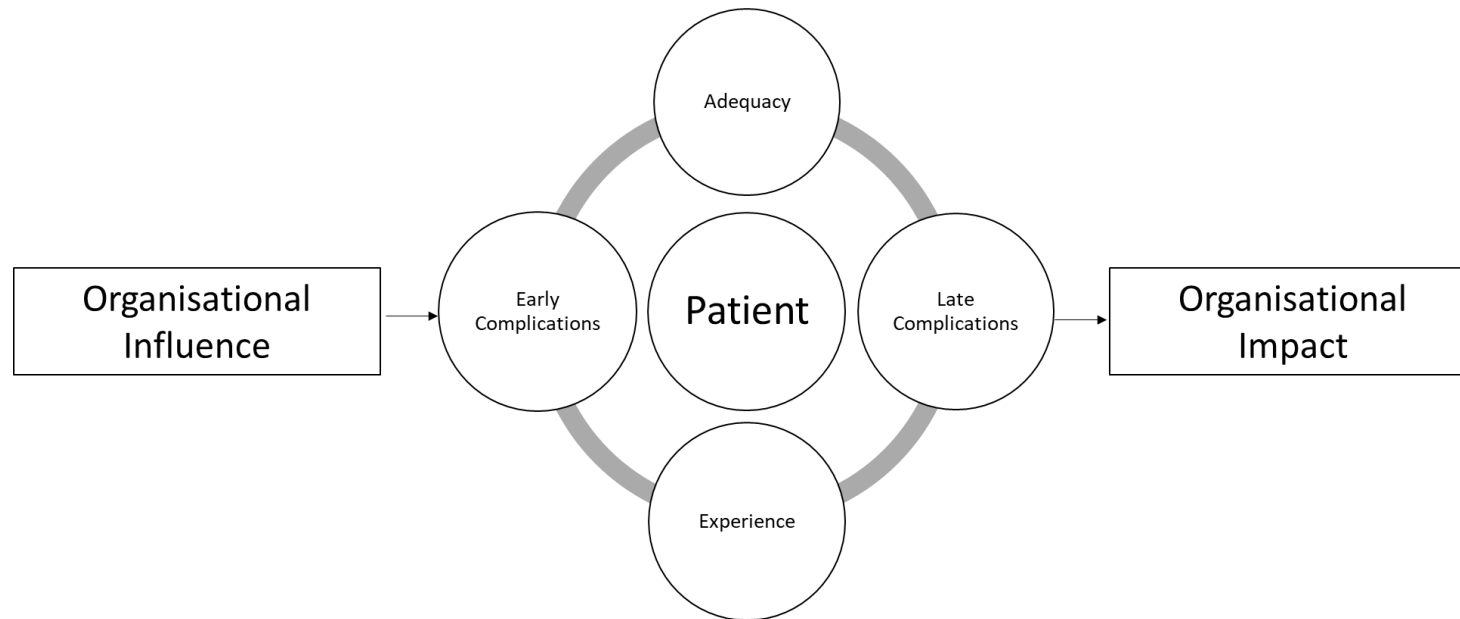 Adequacy
Organisational
Influence
Early
Complications
Patient
Late
Complications
Organisational
Impact
Experience